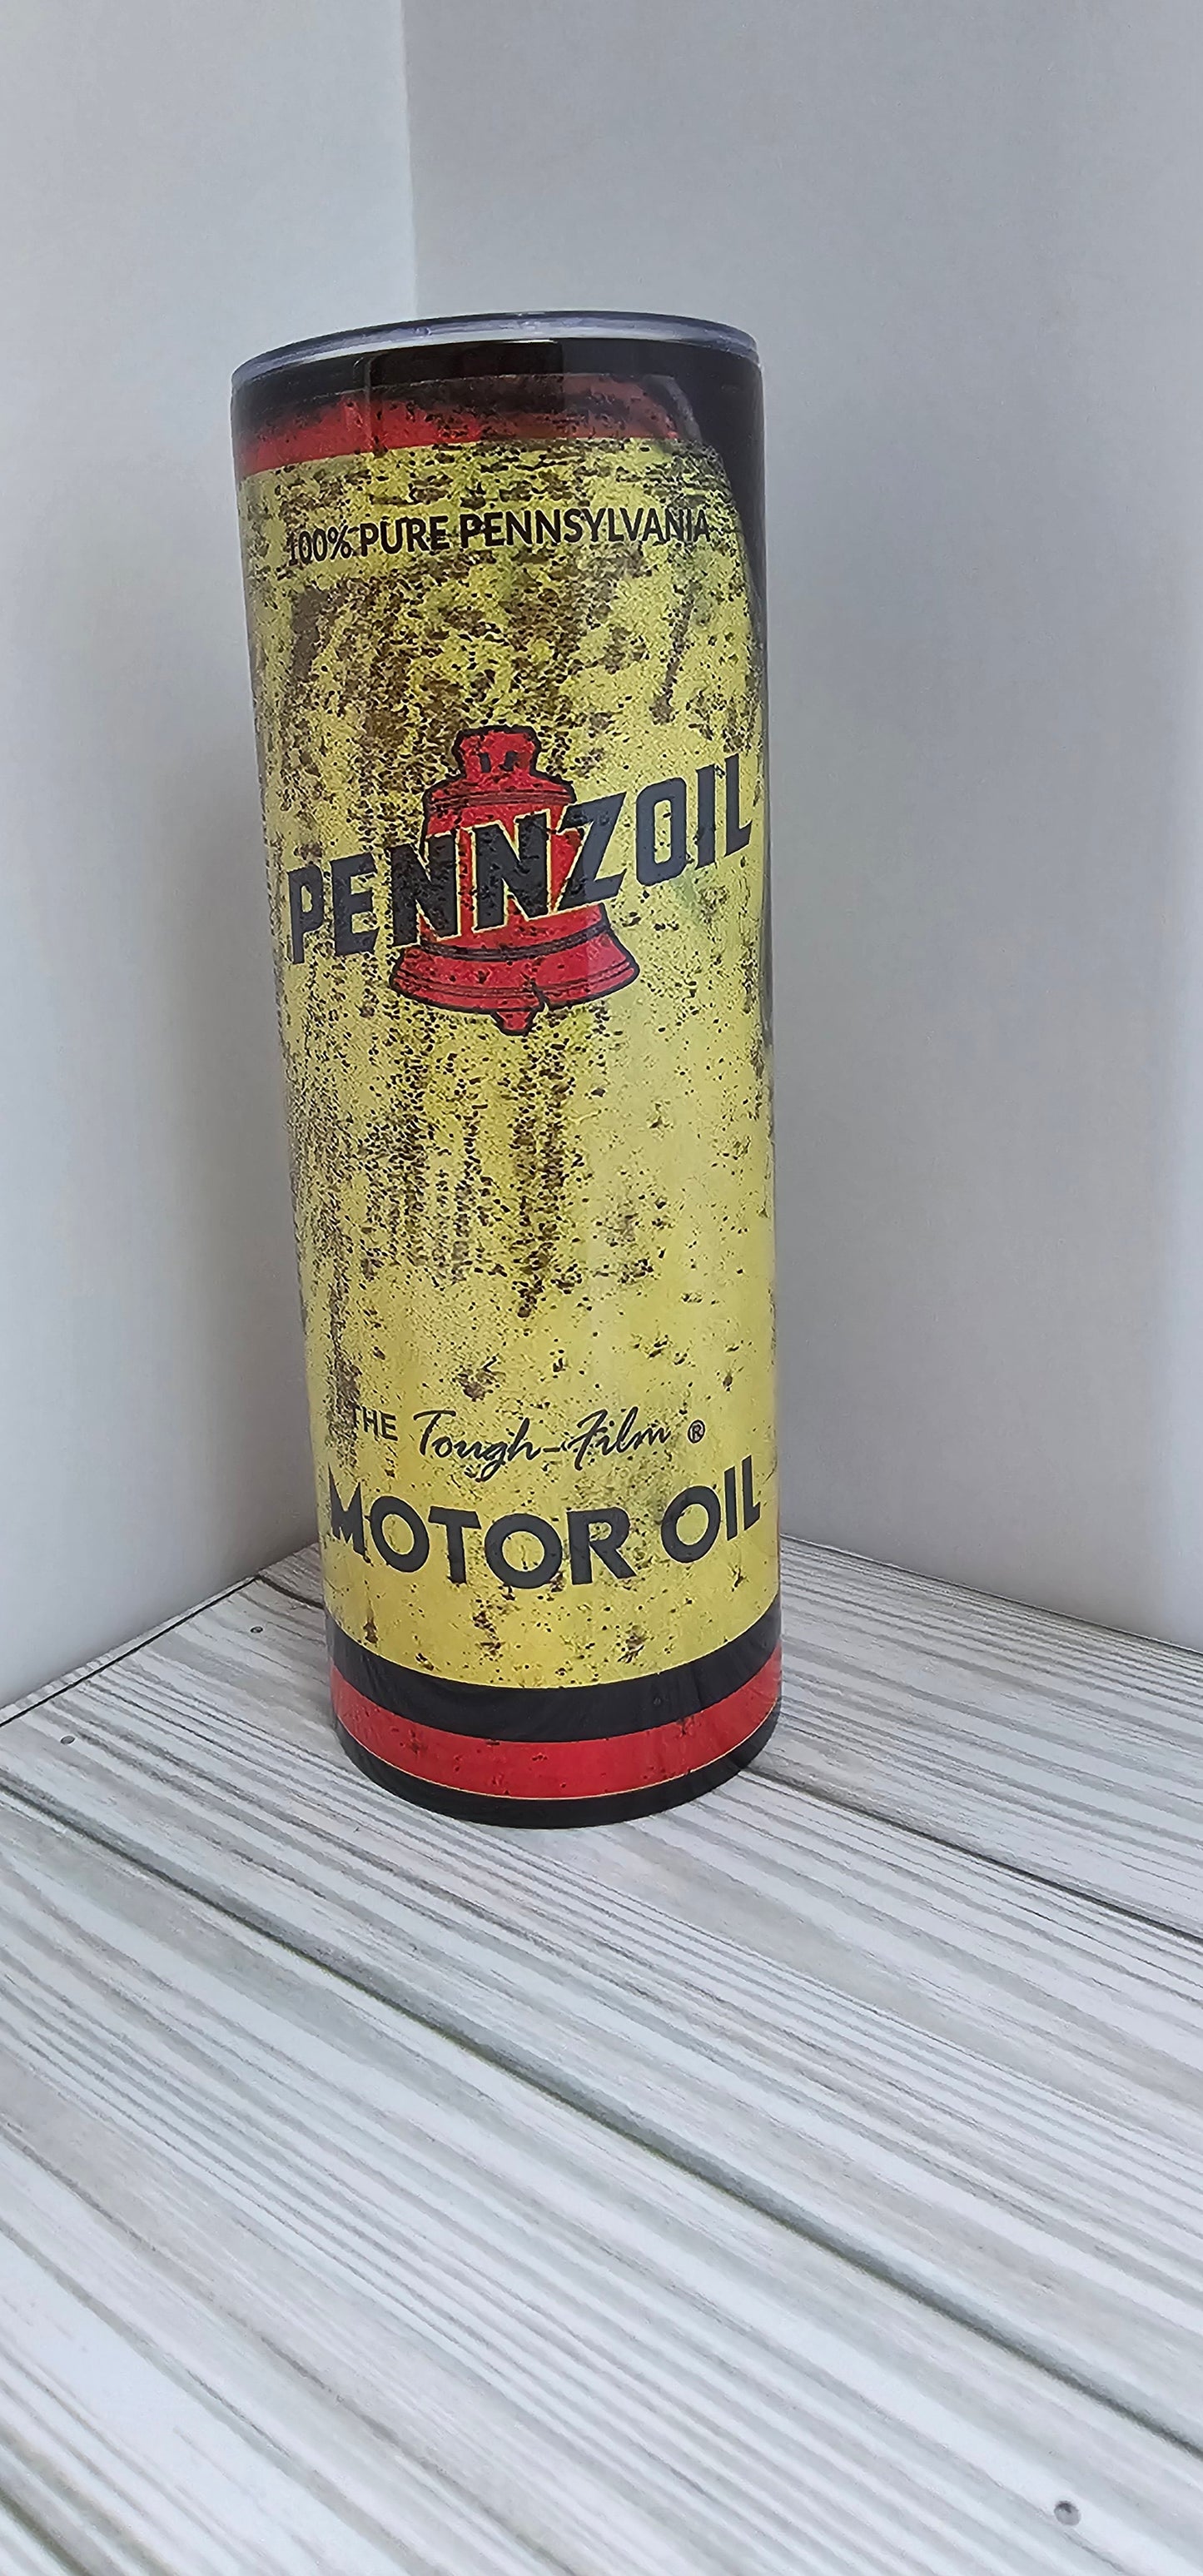 100% PURE PENNSYLVANIA
PENNZOIL
THE Tough-Film ®
MOTOR OIL